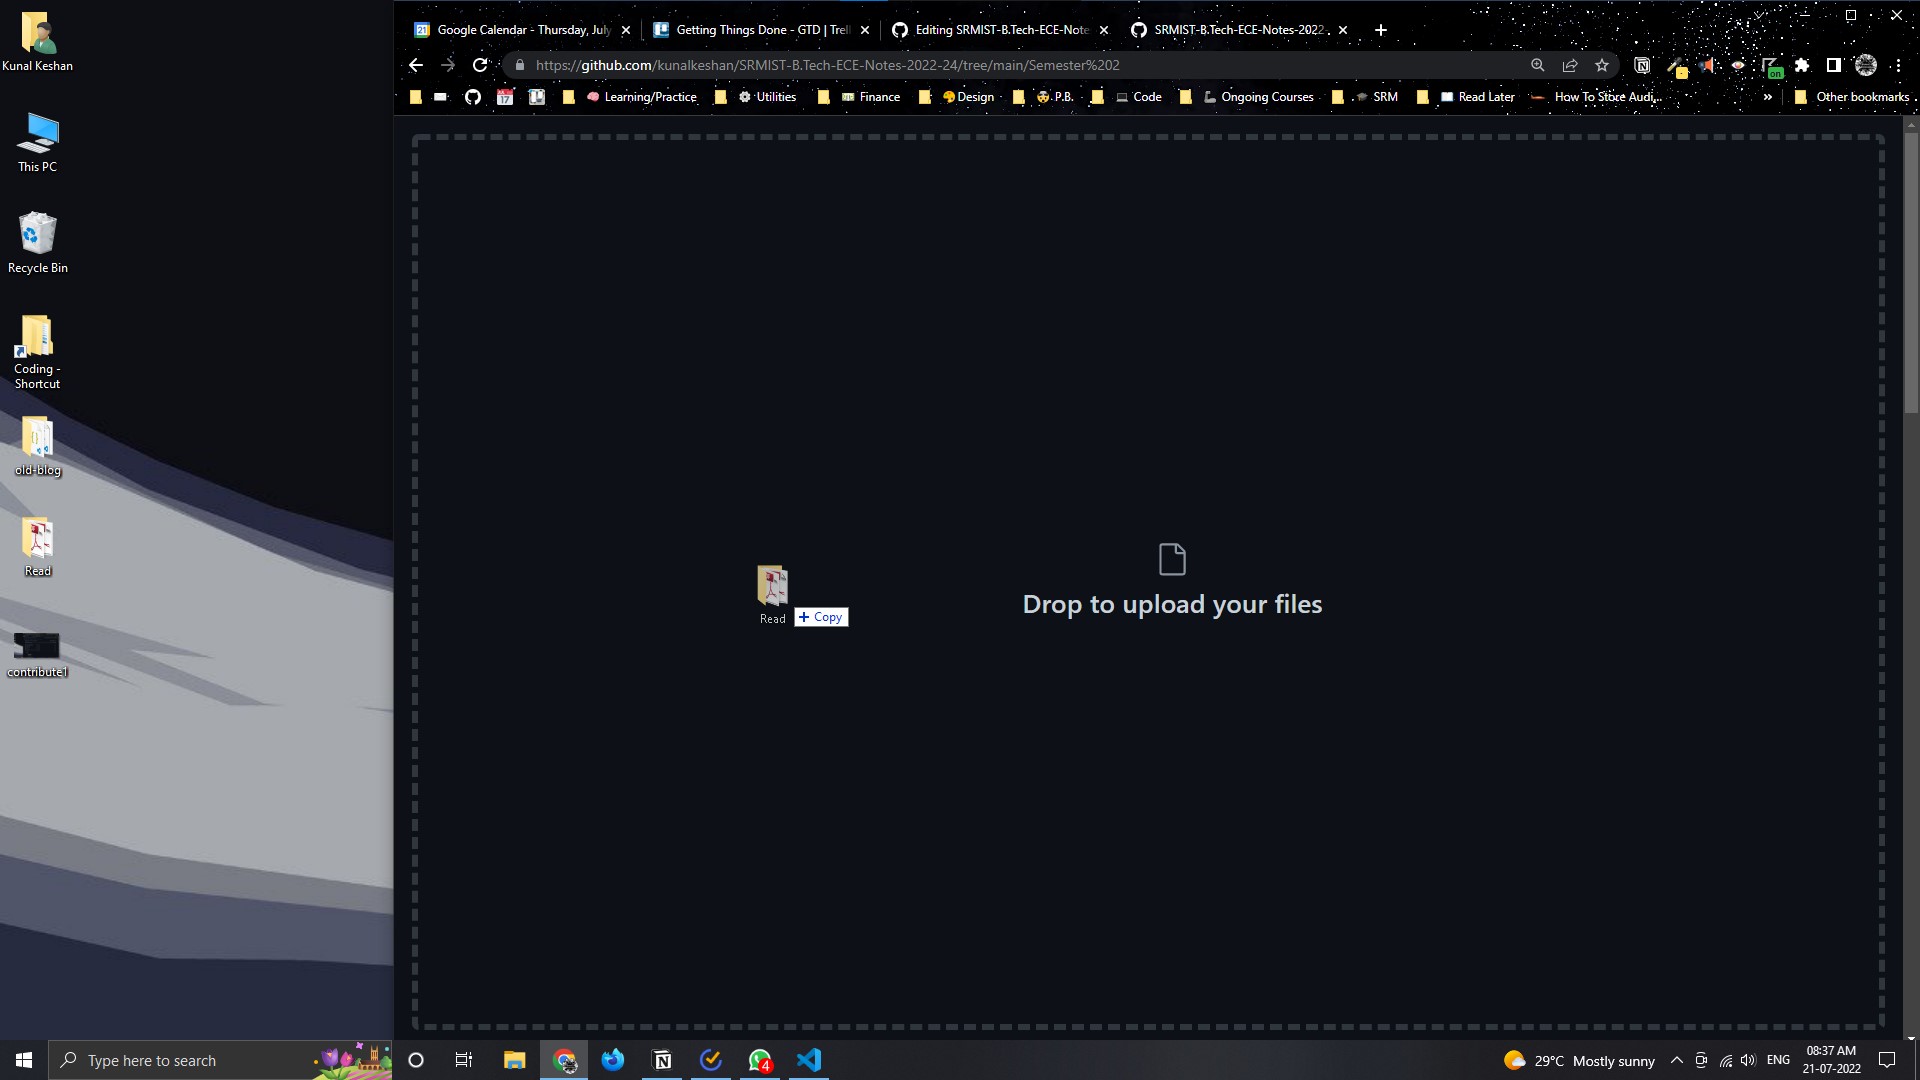 Kunal Keshan
This PC
Recycle Bin
Coding -
Shortcut
old-blog
Read
contribute1
21 Google Calendar - Thursday, July
Getting Things Done - GTD | Trell
Editing SRMIST-B.Tech-ECE-Note
SRMIST-B.Tech-ECE-Notes-2022
https://github.com/kunalkeshan/SRMIST-B.Tech-ECE-Notes-2022-24/tree/main/Semester%202
on
17
Learning/Practice
Utilities
Finance
Design
P.B.
Code
Ongoing Courses
SRM
Read Later
How To Store Audi...
»
Other bookmarks
Read
+ Copy
Drop to upload your files
Type here to search
4
29°C Mostly sunny
ENG
08:37 AM
21-07-2022